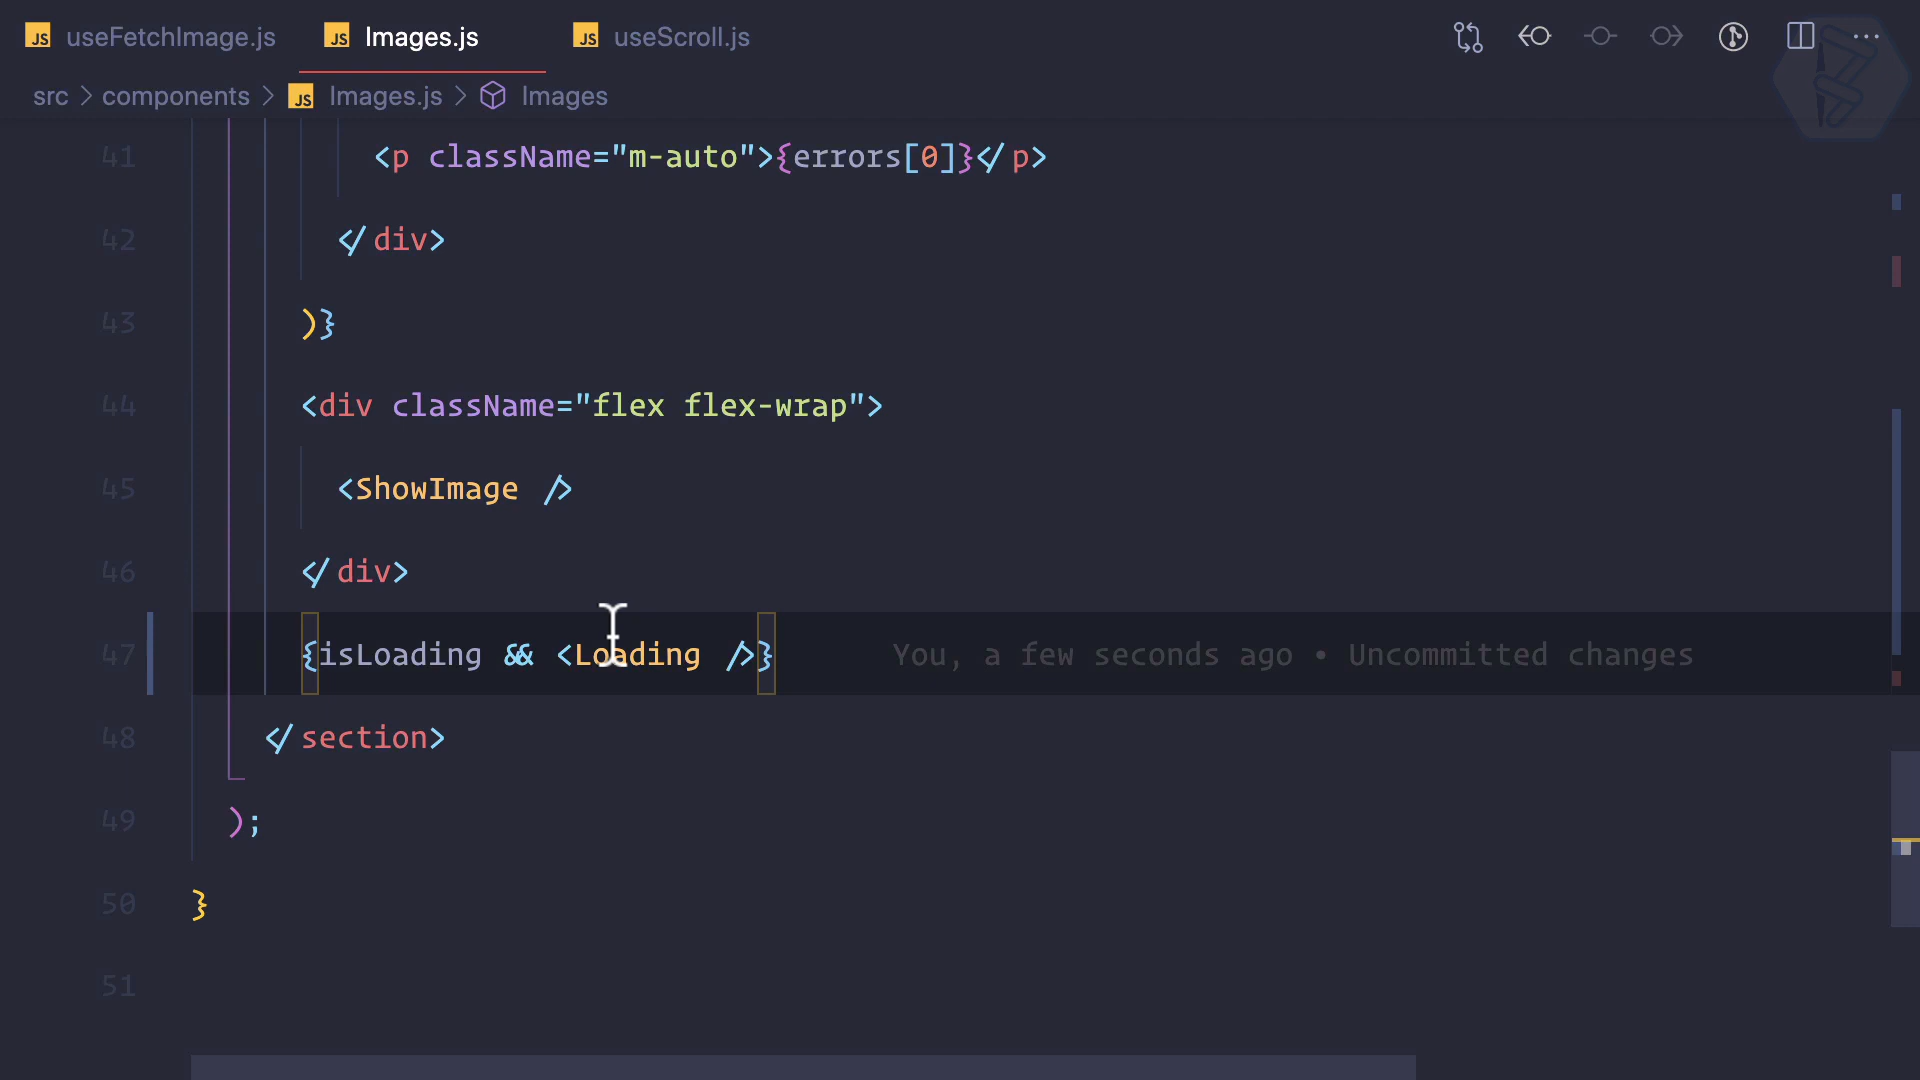 useFetchImage.js Images.js useScroll.js
src > components > Images.js > Images
41 <p className="m-auto">{errors[0]}</p>
42 </div>
43 )}
44 <div className="flex flex-wrap">
45 <ShowImage />
46 </div>
47 {isLoading && <Loading />} You, a few seconds ago • Uncommitted changes
48 </section>
49 );
50 }
51